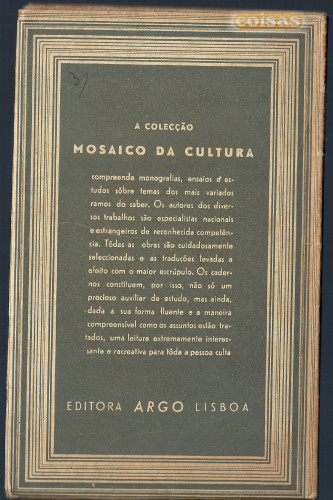 coisas
31
A COLECÇÃO
MOSAICO DA CULTURA
compreende monografias, ensaios e es-
tudos sôbre temas dos mais variados
ramos do saber. Os autores dos diver-
sos trabalhos são especialistas nacionais
e estrangeiros de reconhecida competên-
cia. Tôdas as obras são cuidadosamente
seleccionadas e as traduções levadas a
efeito com o maior escrúpulo. Os cader-
nos constituem, por isso, não só um
precioso auxiliar de estudo, mas ainda,
dada a sua forma fluente e a maneira
compreensível como os assuntos estão tra-
tados, uma leitura extremamente interes-
sante e recreativa para tôda a pessoa culta
EDITORA ARGO LISBOA